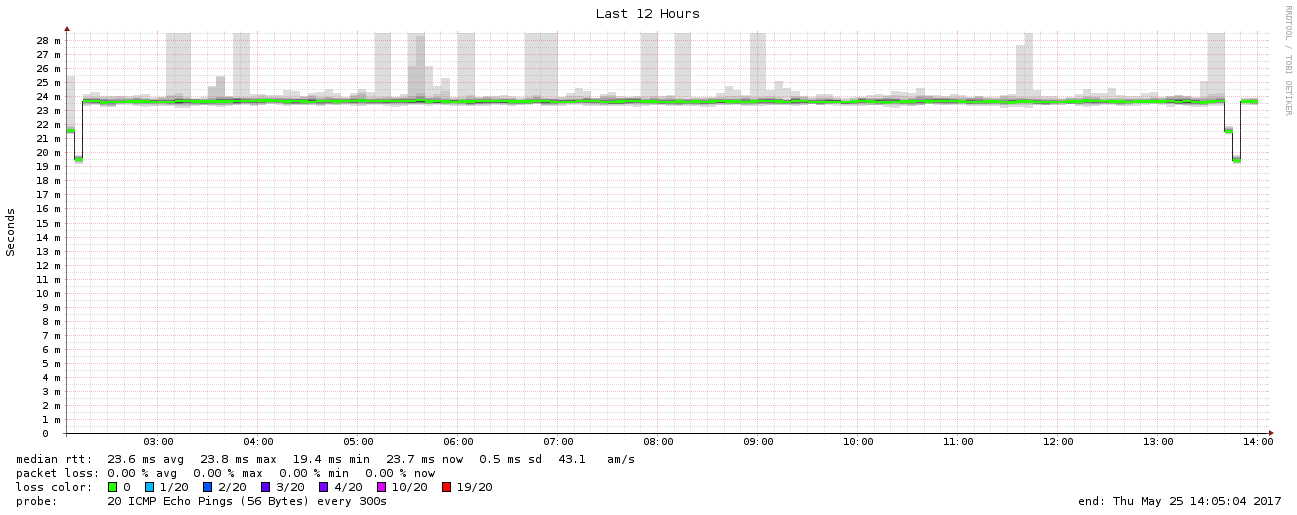 Last 12 Hours
RRDTOOL / TOBI OETIKER
Seconds
28 m
27 m
26 m
25 m
24 m
23 m
22 m
21 m
20 m
19 m
18 m
17 m
16 m
15 m
14 m
13 m
12 m
11 m
10 m
9 m
8 m
7 m
6 m
5 m
4 m
3 m
2 m
1 m
0
03:00 04:00 05:00 06:00 07:00 08:00 09:00 10:00 11:00 12:00 13:00 14:00
median rtt: 23.6 ms avg 23.8 ms max 19.4 ms min 23.7 ms now 0.5 ms sd 43.1 am/s
packet loss: 0.00 % avg 0.00 % max 0.00 % min 0.00 % now
loss color: 0 1/20 2/20 3/20 4/20 10/20 19/20
probe: 20 ICMP Echo Pings (56 Bytes) every 300s end: Thu May 25 14:05:04 2017